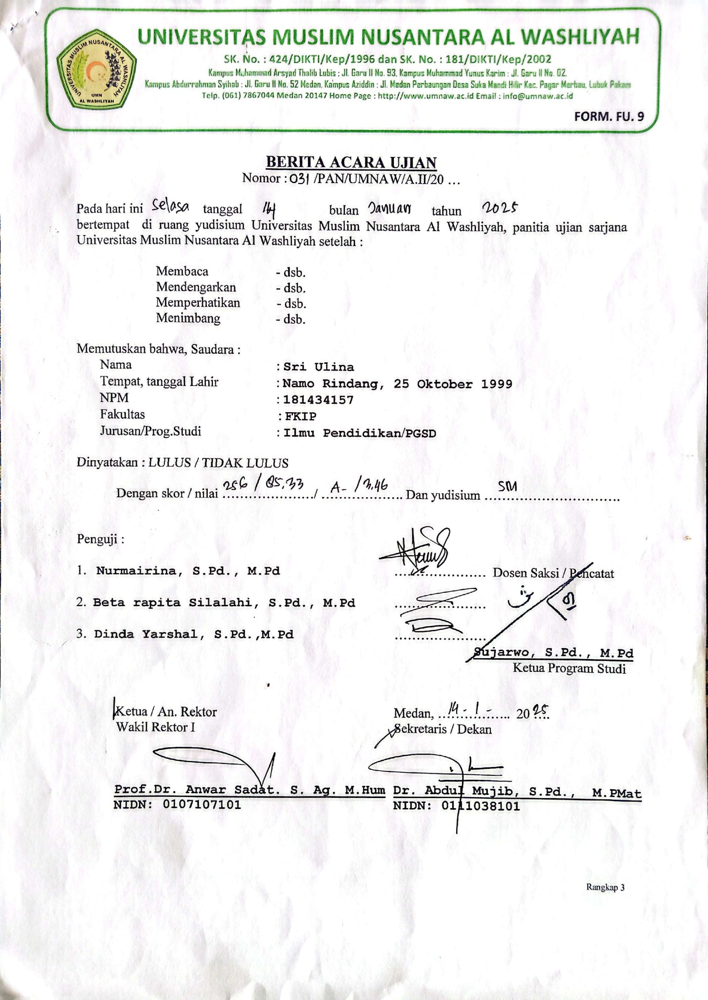 UNIVERSITAS MUSLIM NUSANTARA AL WASHLIYAH
UMN
AL WASHLIYAH
UNIVERSITAS MUSLIM NUSANTARA AL WASHLIYAH
SK. No. : 424/DIKTI/Kep/1996 dan SK. No. : 181/DIKTI/Kep/2002
Kampus Muhammad Arsyad Thalib Lubis : Jl. Garu II No. 93, Kampus Muhammad Yunus Karim : Jl. Garu II No. 02,
Kampus Abdurrahman Syihab : Jl. Garu II No. 52 Medan, Kampus Aziddin : Jl. Medan Perbaungan Desa Suka Mandi Hilir Kec. Pagar Merbau, Lubuk Pakam
Telp. (061) 7867044 Medan 20147 Home Page : http://www.umnaw.ac.id Email : info@umnaw.ac.id
FORM. FU. 9
BERITA ACARA UJIAN
Nomor : 031 /PAN/UMNAW/A.II/20 ...
Pada hari ini Selasa tanggal 14 bulan Januari tahun 2025
bertempat di ruang yudisium Universitas Muslim Nusantara Al Washliyah, panitia ujian sarjana
Universitas Muslim Nusantara Al Washliyah setelah :
Membaca - dsb.
Mendengarkan - dsb.
Memperhatikan - dsb.
Menimbang - dsb.
Memutuskan bahwa, Saudara :
Nama : Sri Ulina
Tempat, tanggal Lahir : Namo Rindang, 25 Oktober 1999
NPM : 181434157
Fakultas : FKIP
Jurusan/Prog.Studi : Ilmu Pendidikan/PGSD
Dinyatakan : LULUS / TIDAK LULUS
Dengan skor / nilai 256 / 85,33 / A- / 3,46 Dan yudisium SM
Penguji :
1. Nurmairina, S.Pd., M.Pd ..................... Dosen Saksi / Pencatat
2. Beta rapita Silalahi, S.Pd., M.Pd .....................
3. Dinda Yarshal, S.Pd.,M.Pd .....................
Sujarwo, S.Pd., M.Pd
Ketua Program Studi
Ketua / An. Rektor
Wakil Rektor I
Medan, 14 - 1 - 2025
Sekretaris / Dekan
Prof.Dr. Anwar Sadat. S. Ag. M.Hum
NIDN: 0107107101
Dr. Abdul Mujib, S.Pd., M.PMat
NIDN: 0111038101
Rangkap 3